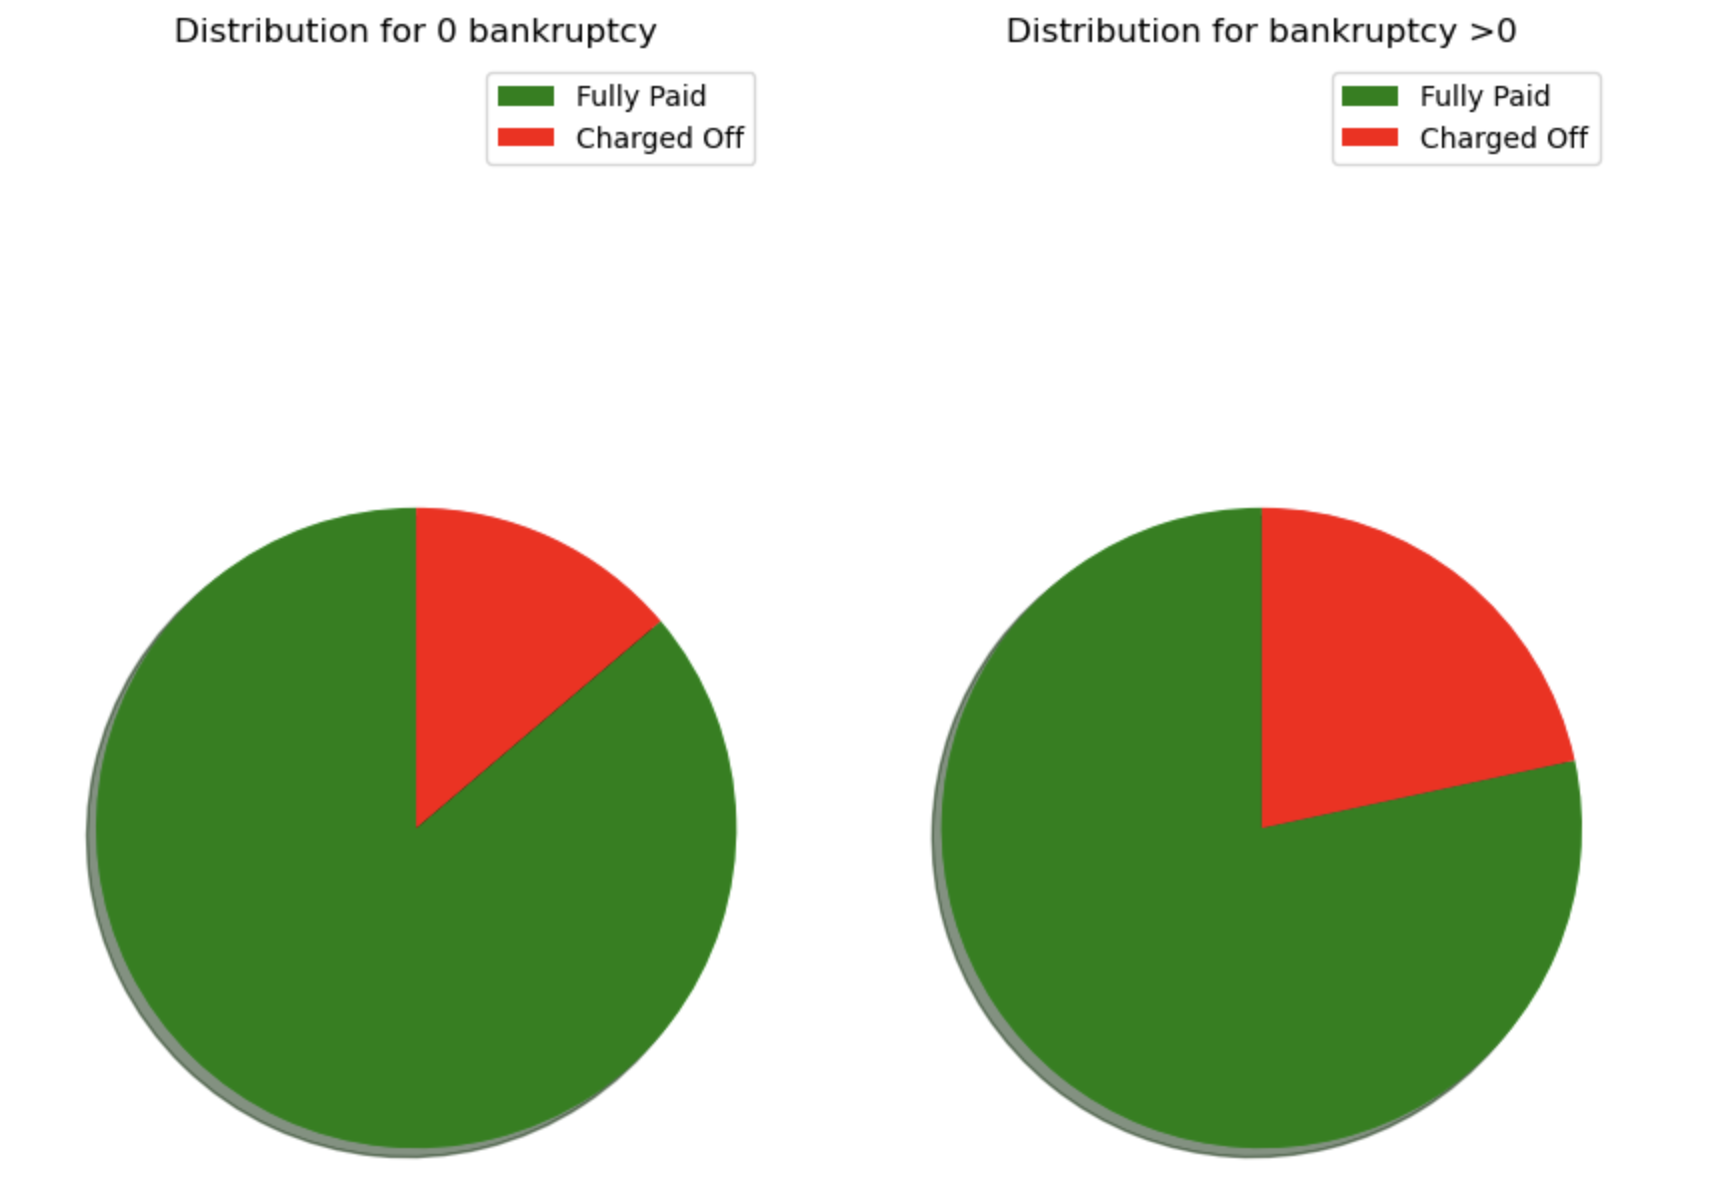 Distribution for 0 bankruptcy
Fully Paid
Charged Off
Distribution for bankruptcy >0
Fully Paid
Charged Off